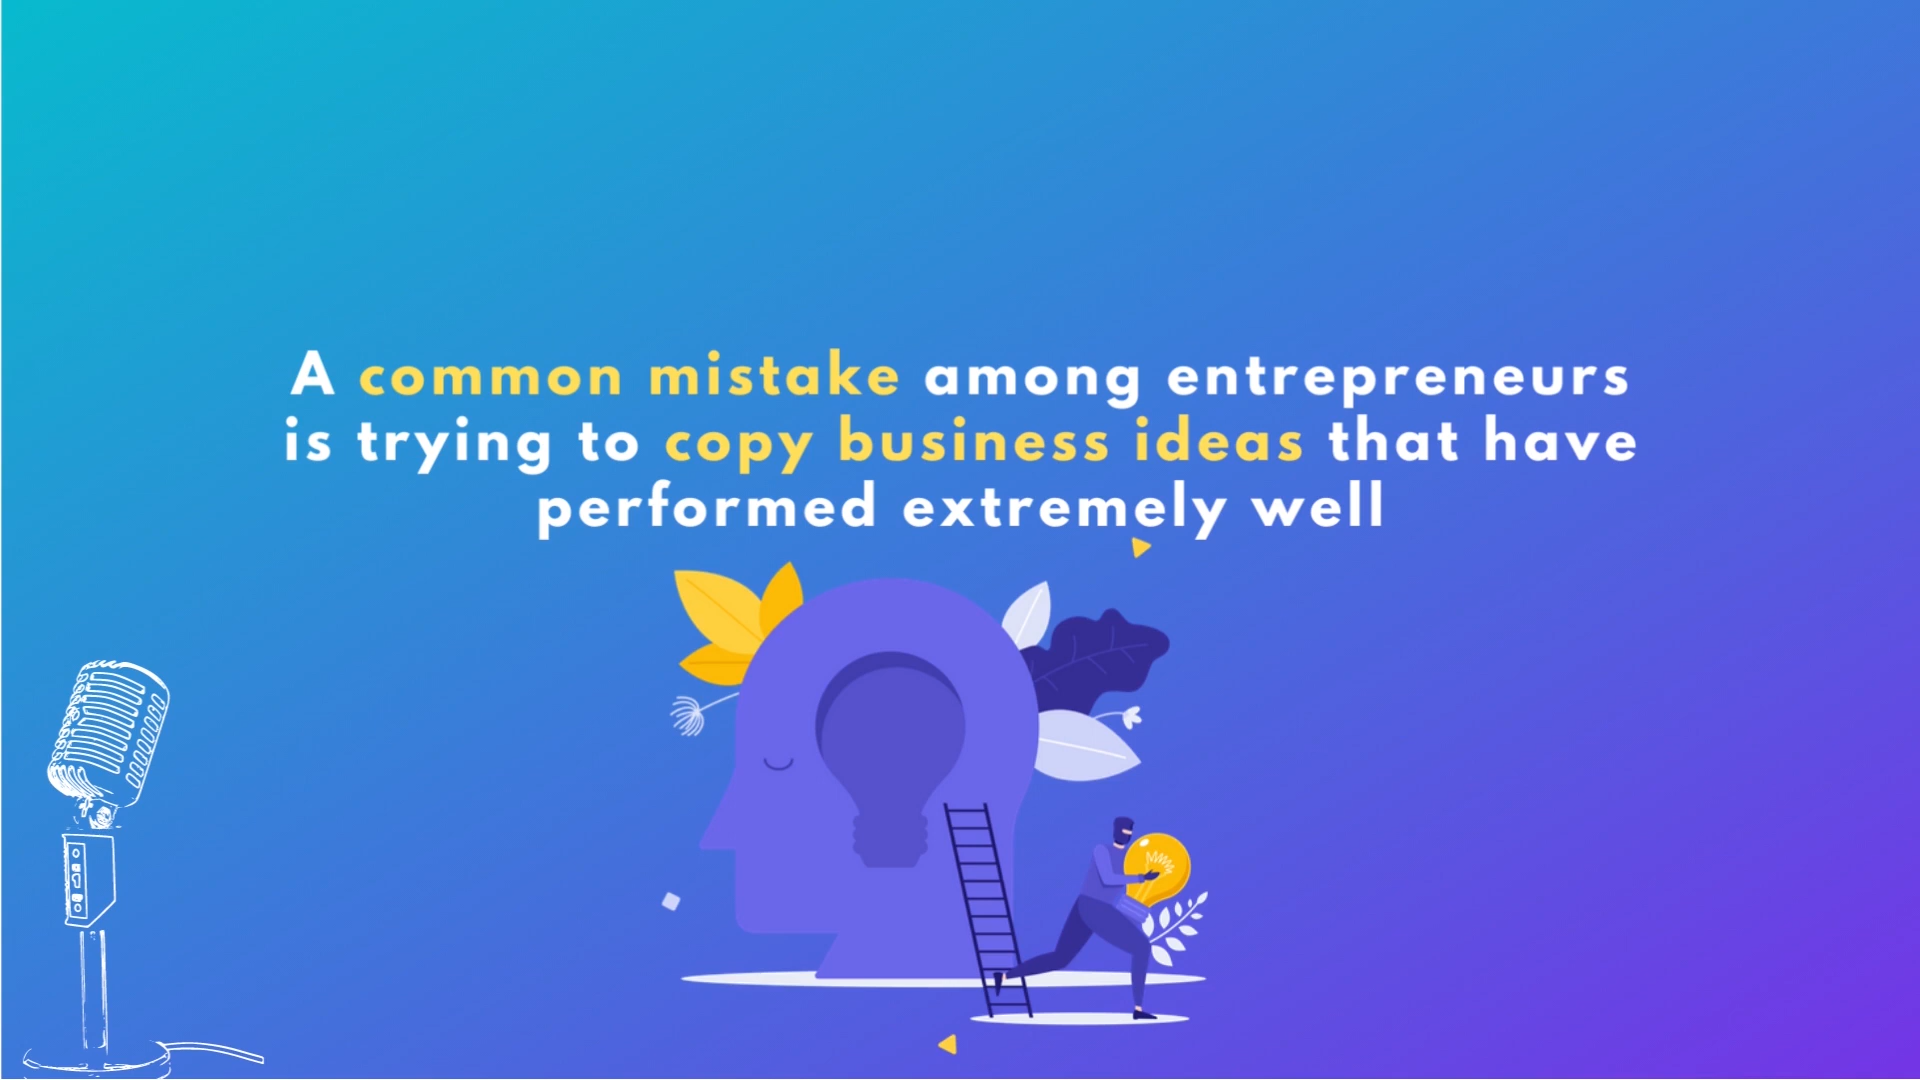 A common mistake among entrepreneurs
is trying to copy business ideas that have
performed extremely well